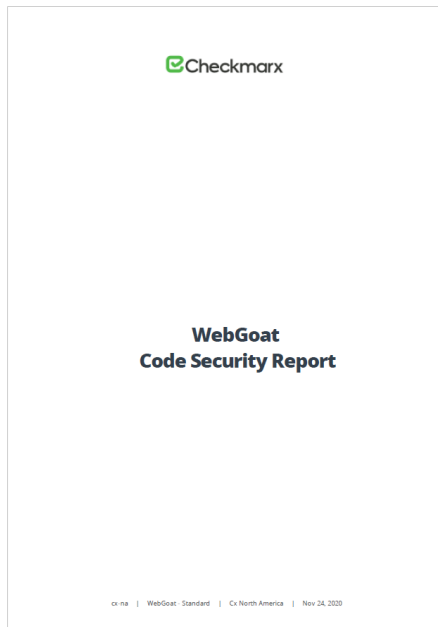 Checkmarx
WebGoat
Code Security Report
cx-na | WebGoat - Standard | Cx North America | Nov 24, 2020